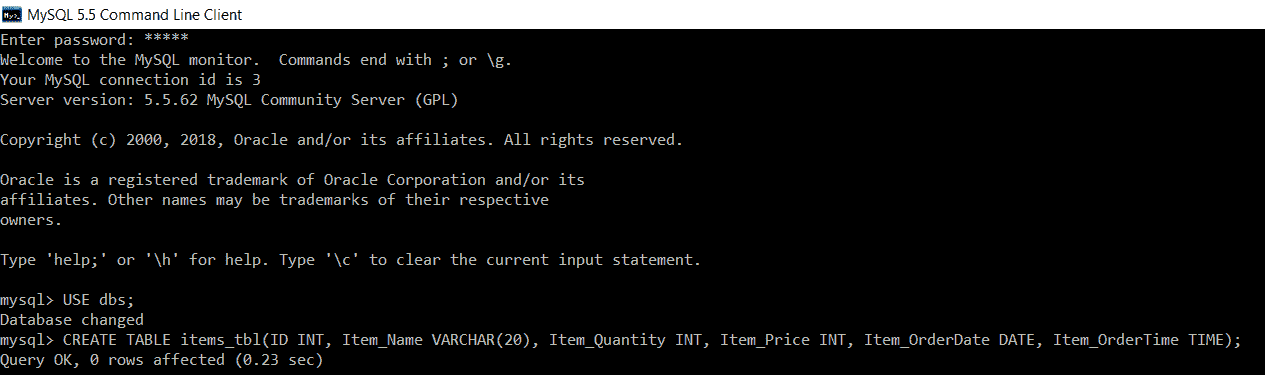 MySQL 5.5 Command Line Client
Enter password: *****
Welcome to the MySQL monitor.  Commands end with ; or \g.
Your MySQL connection id is 3
Server version: 5.5.62 MySQL Community Server (GPL)
Copyright (c) 2000, 2018, Oracle and/or its affiliates. All rights reserved.
Oracle is a registered trademark of Oracle Corporation and/or its
affiliates. Other names may be trademarks of their respective
owners.
Type 'help;' or '\h' for help. Type '\c' to clear the current input statement.
mysql> USE dbs;
Database changed
mysql> CREATE TABLE items_tbl(ID INT, Item_Name VARCHAR(20), Item_Quantity INT, Item_Price INT, Item_OrderDate DATE, Item_OrderTime TIME);
Query OK, 0 rows affected (0.23 sec)